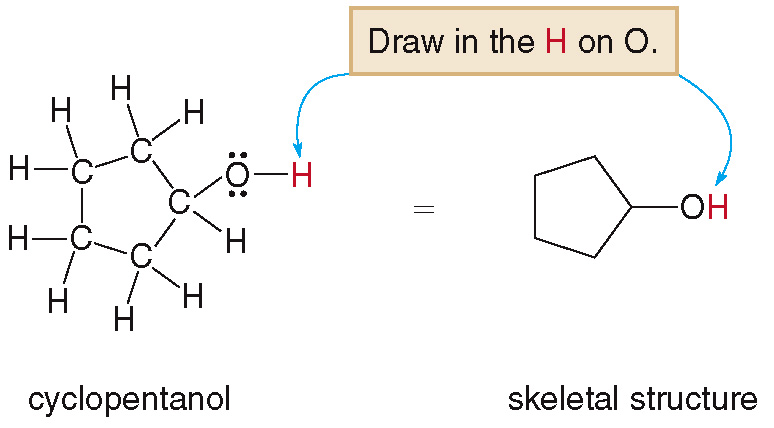 Draw in the H on O.
H
H H
H C C O H
C
H C C H
H H H
=
OH
cyclopentanol
skeletal structure